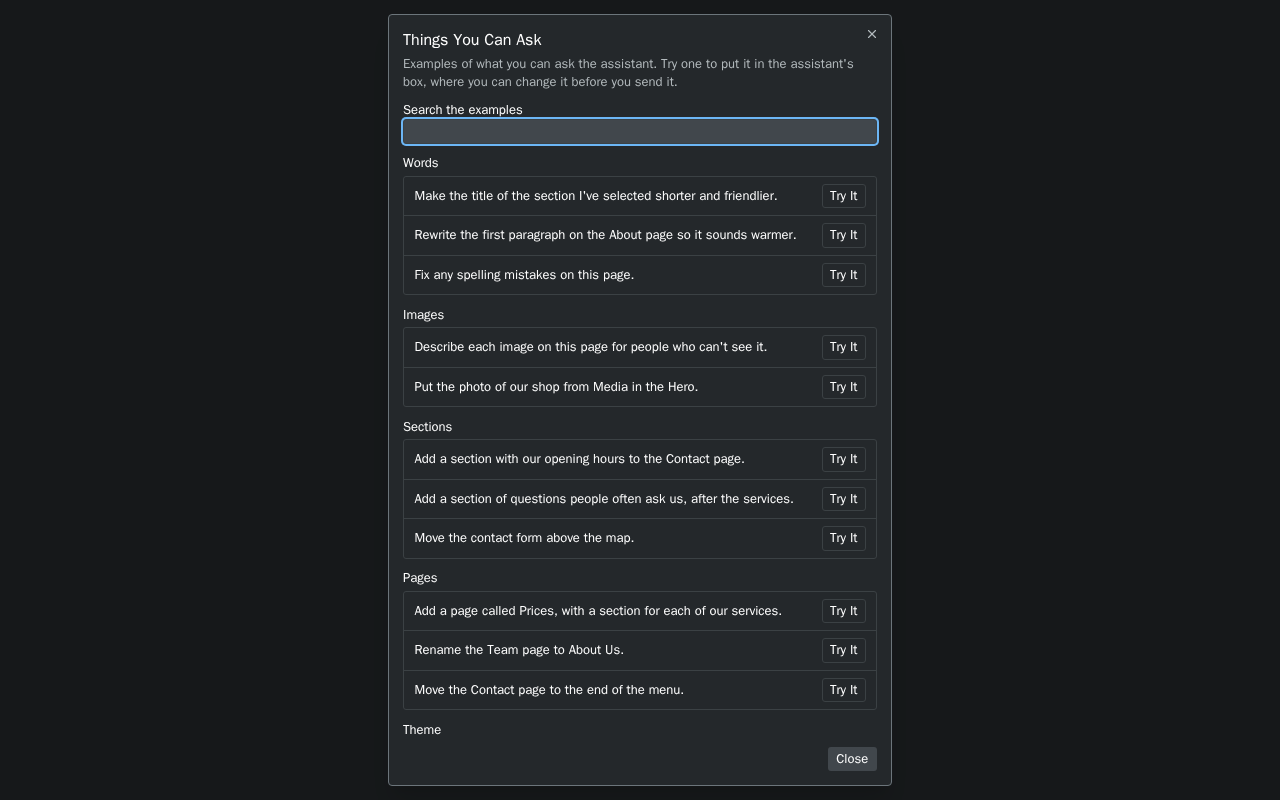 Things You Can Ask
Examples of what you can ask the assistant. Try one to put it in the assistant's
box, where you can change it before you send it.
Search the examples
Words
Make the title of the section I've selected shorter and friendlier.
Try It
Rewrite the first paragraph on the About page so it sounds warmer.
Try It
Fix any spelling mistakes on this page.
Try It
Images
Describe each image on this page for people who can't see it.
Try It
Put the photo of our shop from Media in the Hero.
Try It
Sections
Add a section with our opening hours to the Contact page.
Try It
Add a section of questions people often ask us, after the services.
Try It
Move the contact form above the map.
Try It
Pages
Add a page called Prices, with a section for each of our services.
Try It
Rename the Team page to About Us.
Try It
Move the Contact page to the end of the menu.
Try It
Theme
Close